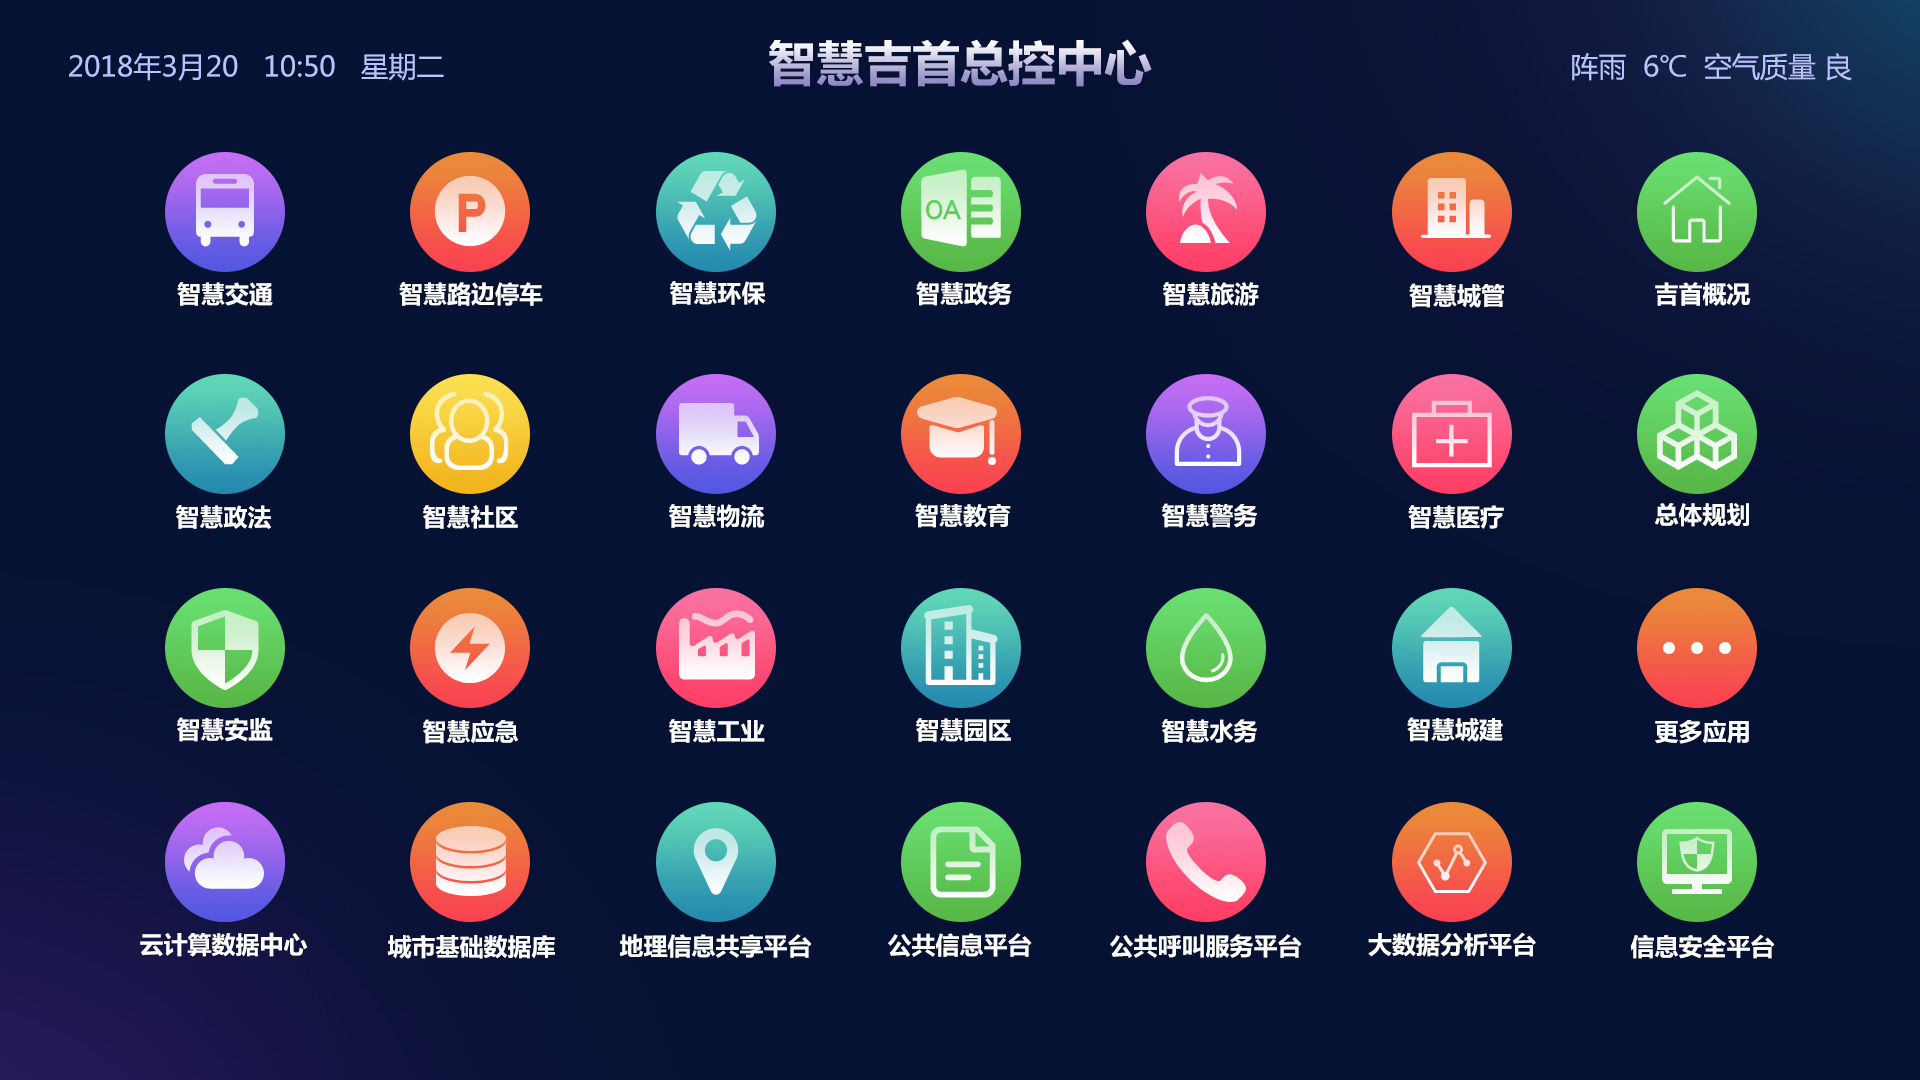 2018年3月20 10:50 星期二
智慧吉首总控中心
阵雨 6℃ 空气质量 良
P
OA
智慧交通
智慧路边停车
智慧环保
智慧政务
智慧旅游
智慧城管
吉首概况
智慧政法
智慧社区
智慧物流
智慧教育
智慧警务
智慧医疗
总体规划
智慧安监
智慧应急
智慧工业
智慧园区
智慧水务
智慧城建
更多应用
云计算数据中心
城市基础数据库
地理信息共享平台
公共信息平台
公共呼叫服务平台
大数据分析平台
信息安全平台